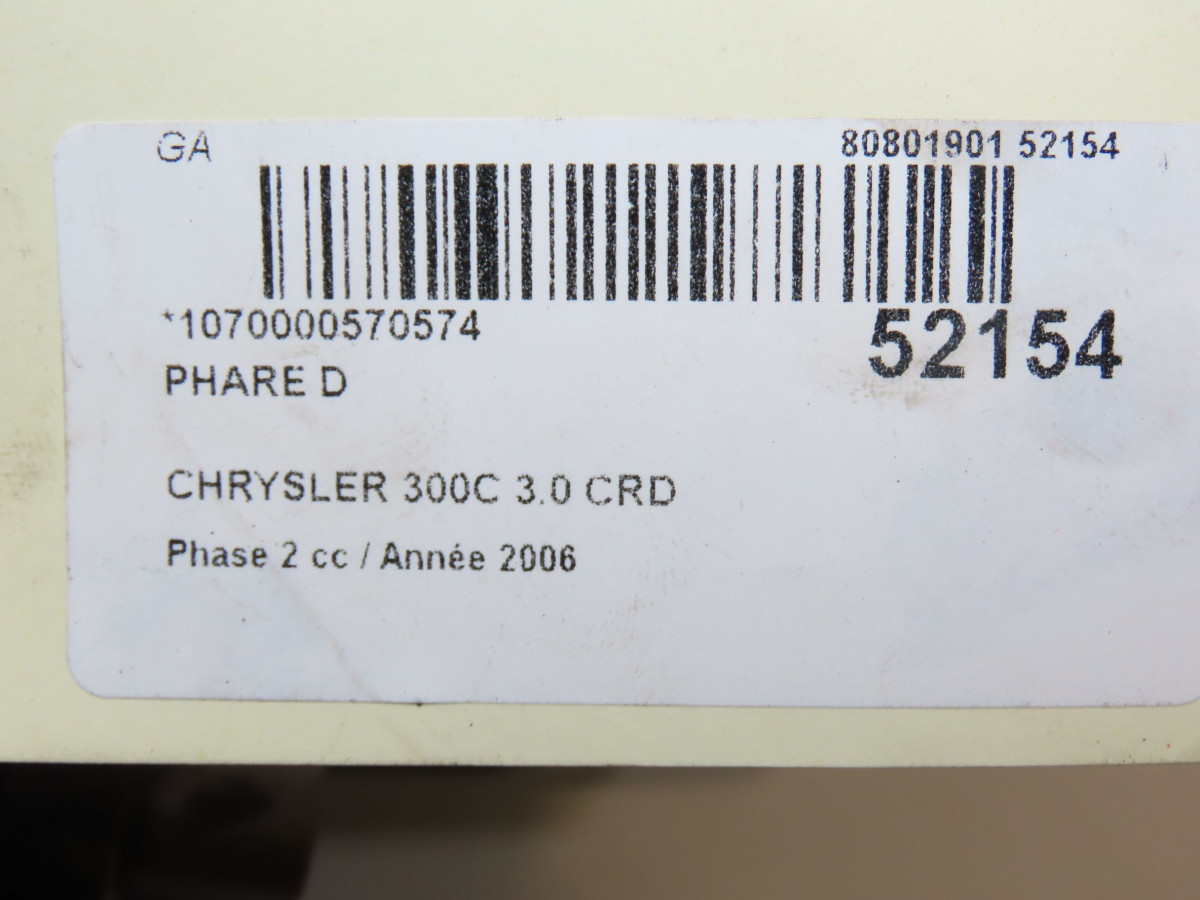 GA 80801901 52154
*1070000570574 52154
PHARE D
CHRYSLER 300C 3.0 CRD
Phase 2 cc / Année 2006